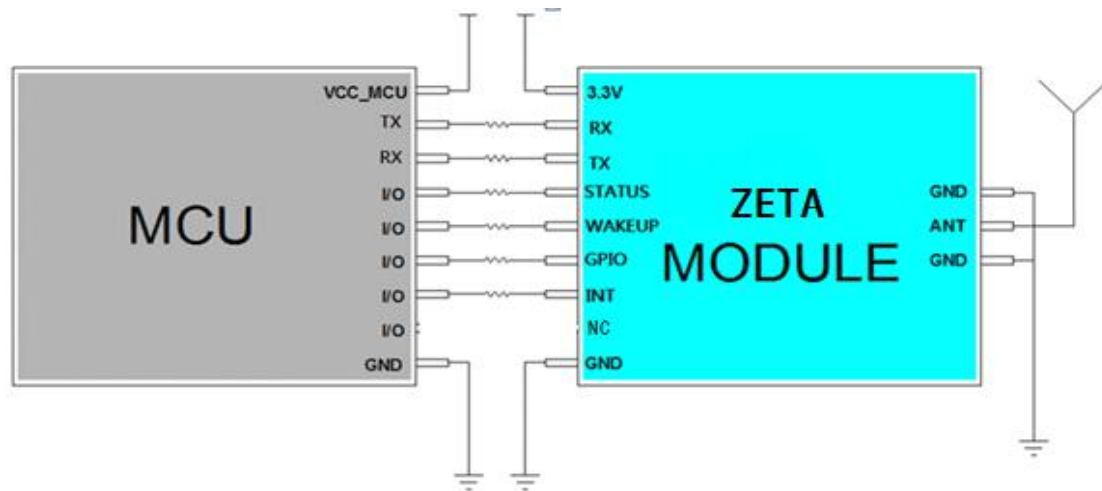 VCC_MCU
TX
RX
I/O
I/O
I/O
I/O
I/O
GND
MCU
3.3V
RX
TX
STATUS
WAKEUP
GPIO
INT
NC
GND
ZETA
MODULE
GND
ANT
GND